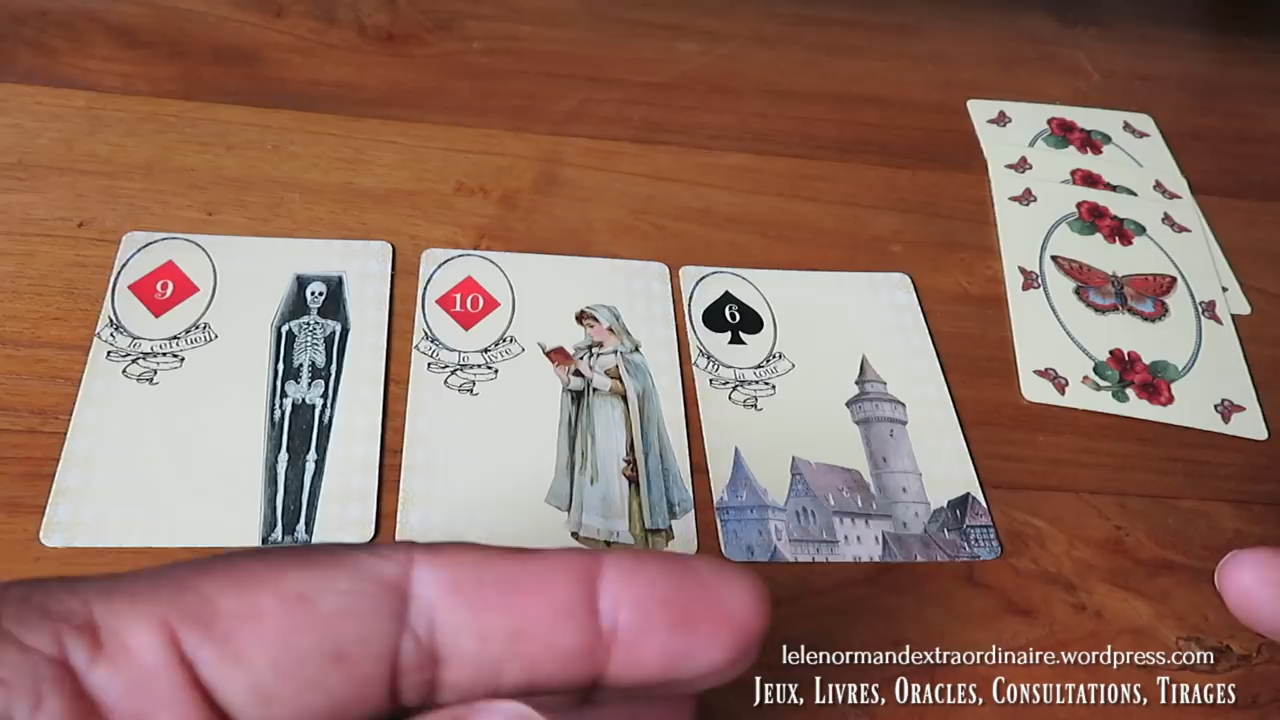 9
8 le cercueil
10
26 le livre
6
19 la tour
lelenormandextraordinaire.wordpress.com
Jeux, Livres, Oracles, Consultations, Tirages